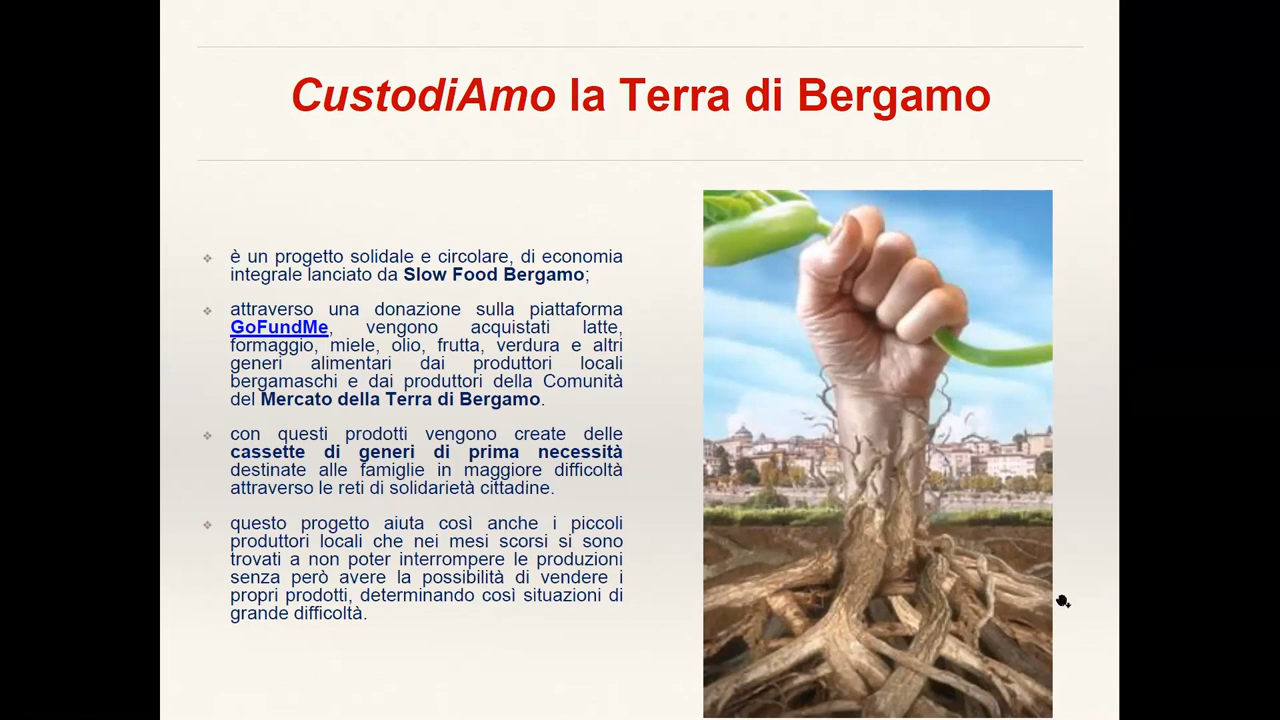 CustodiAmo la Terra di Bergamo
è un progetto solidale e circolare, di economia
integrale lanciato da Slow Food Bergamo;
attraverso una donazione sulla piattaforma
GoFundMe, vengono acquistati latte,
formaggio, miele, olio, frutta, verdura e altri
generi alimentari dai produttori locali
bergamaschi e dai produttori della Comunità
del Mercato della Terra di Bergamo.
con questi prodotti vengono create delle
cassette di generi di prima necessità
destinate alle famiglie in maggiore difficoltà
attraverso le reti di solidarietà cittadine.
questo progetto aiuta così anche i piccoli
produttori locali che nei mesi scorsi si sono
trovati a non poter interrompere le produzioni
senza però avere la possibilità di vendere i
propri prodotti, determinando così situazioni di
grande difficoltà.